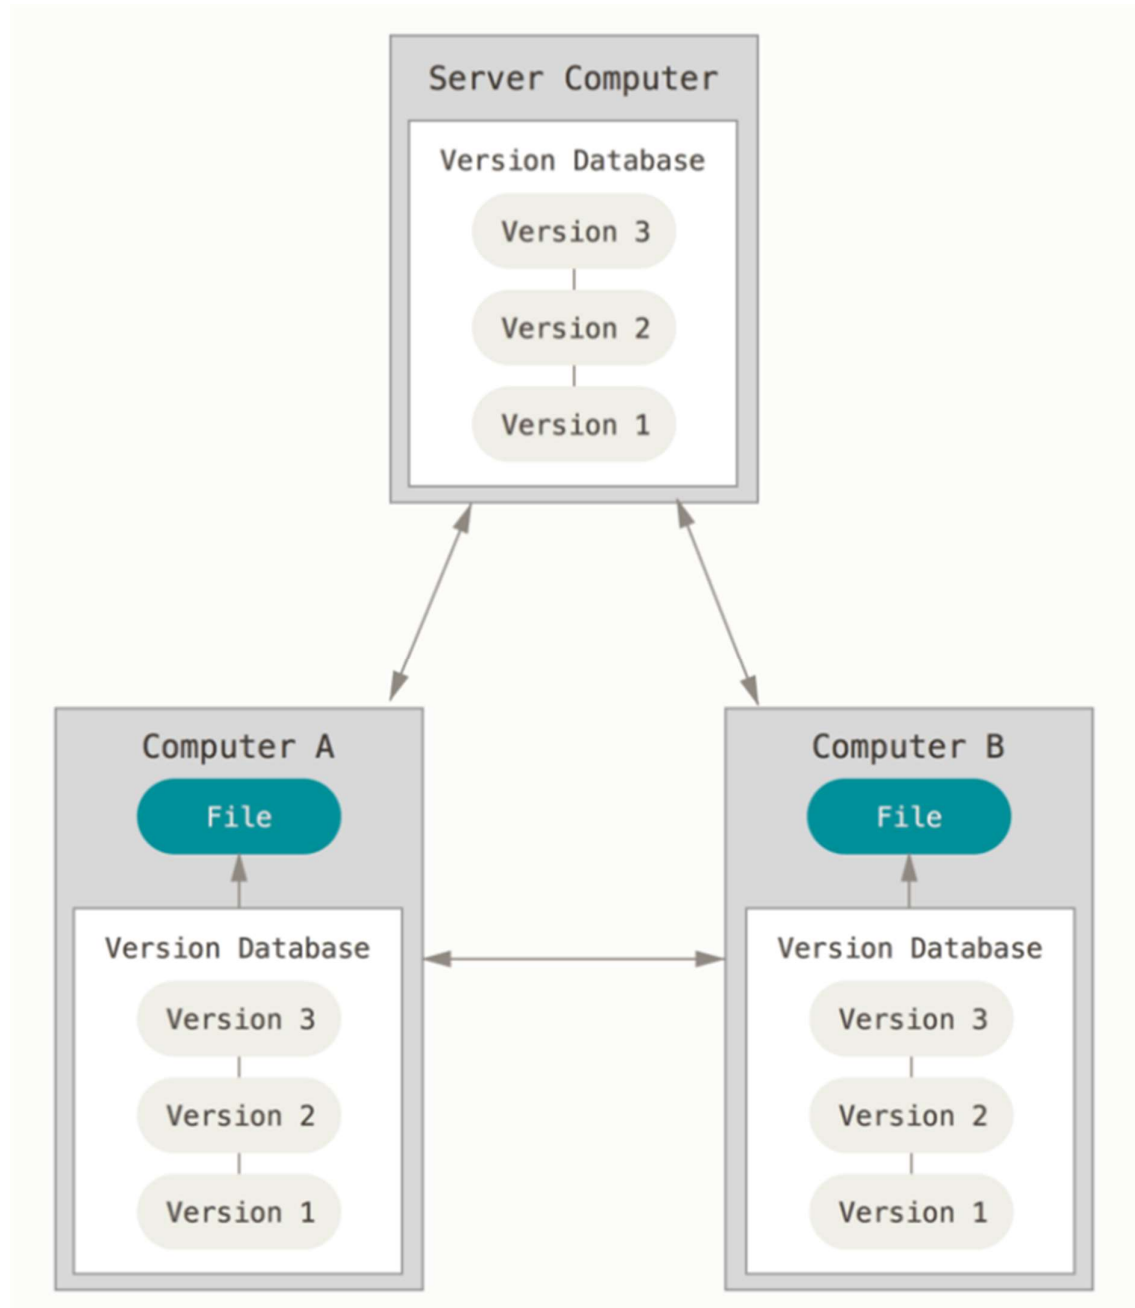 Server Computer
Version Database
Version 3
Version 2
Version 1
Computer A
File
Version Database
Version 3
Version 2
Version 1
Computer B
File
Version Database
Version 3
Version 2
Version 1